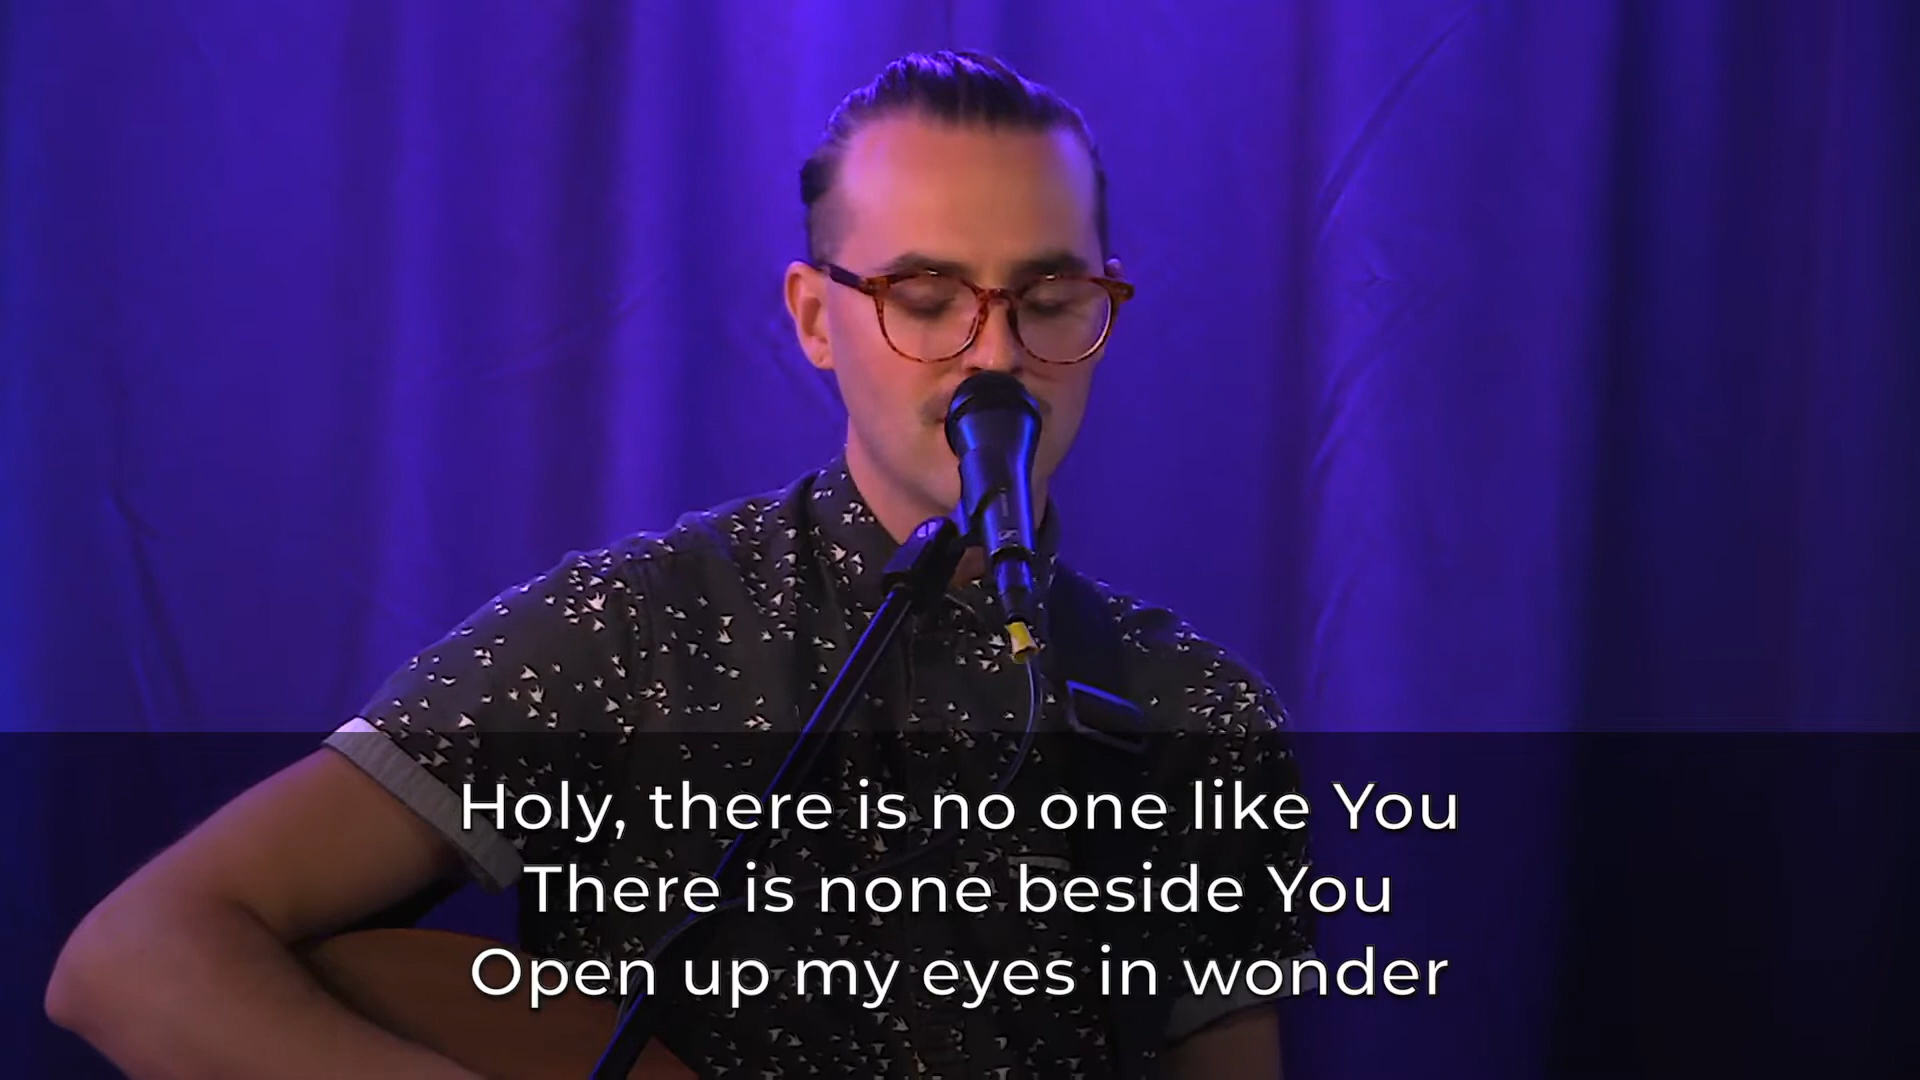 Holy, there is no one like You
There is none beside You
Open up my eyes in wonder